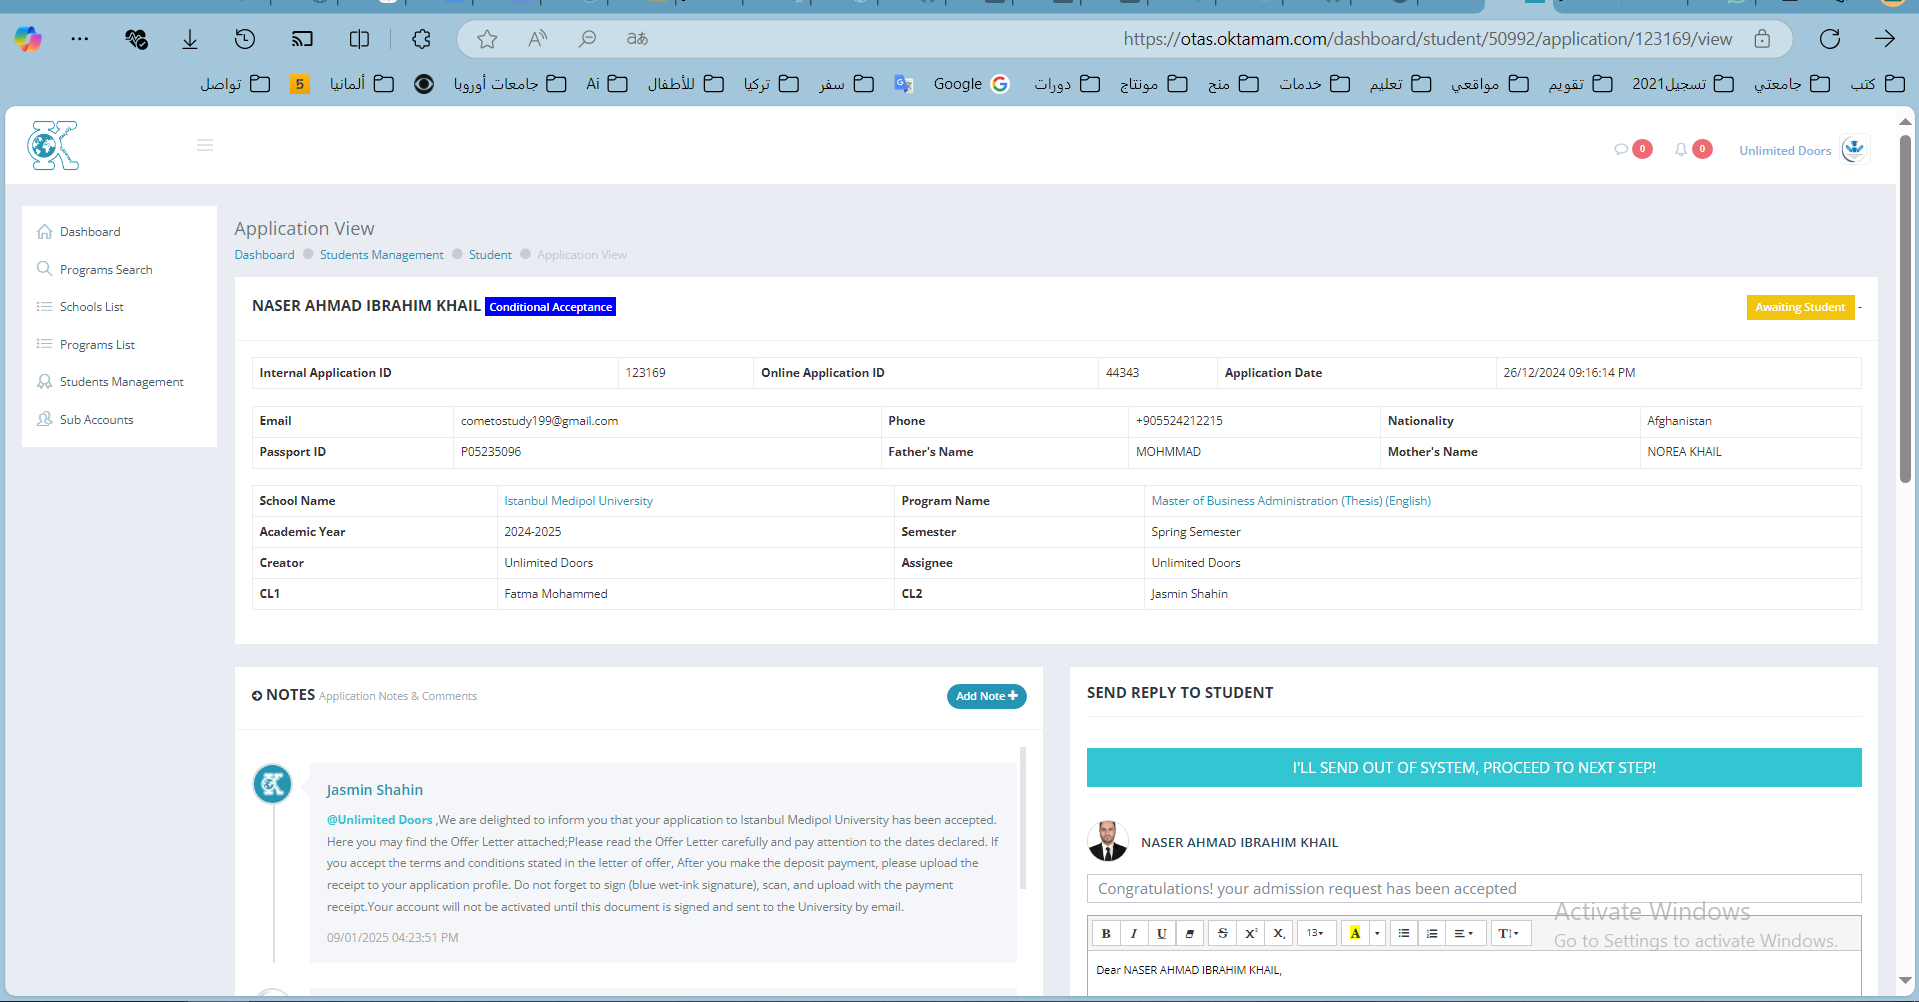 https://otas.oktamam.com/dashboard/student/50992/application/123169/view
كتب
جامعتي
تسجيل2021
تقويم
مواقعي
تعليم
خدمات
منح
مونتاج
دورات
Google
سفر
تركيا
للأطفال
Ai
جامعات أوروبا
ألمانيا
5
تواصل
K
0
0
Unlimited Doors
Dashboard
Programs Search
Schools List
Programs List
Students Management
Sub Accounts
Application View
Dashboard Students Management Student Application View
NASER AHMAD IBRAHIM KHAIL Conditional Acceptance
Awaiting Student -
Internal Application ID 123169 Online Application ID 44343 Application Date 26/12/2024 09:16:14 PM
Email cometostudy199@gmail.com Phone +905524212215 Nationality Afghanistan
Passport ID P05235096 Father's Name MOHMMAD Mother's Name NOREA KHAIL
School Name Istanbul Medipol University Program Name Master of Business Administration (Thesis) (English)
Academic Year 2024-2025 Semester Spring Semester
Creator Unlimited Doors Assignee Unlimited Doors
CL1 Fatma Mohammed CL2 Jasmin Shahin
NOTES Application Notes & Comments
Add Note +
Jasmin Shahin
@Unlimited Doors ,We are delighted to inform you that your application to Istanbul Medipol University has been accepted.
Here you may find the Offer Letter attached;Please read the Offer Letter carefully and pay attention to the dates declared. If
you accept the terms and conditions stated in the letter of offer, After you make the deposit payment, please upload the
receipt to your application profile. Do not forget to sign (blue wet-ink signature), scan, and upload with the payment
receipt.Your account will not be activated until this document is signed and sent to the University by email.
09/01/2025 04:23:51 PM
SEND REPLY TO STUDENT
I'LL SEND OUT OF SYSTEM, PROCEED TO NEXT STEP!
NASER AHMAD IBRAHIM KHAIL
Congratulations! your admission request has been accepted
B I U S X² X, 13 A T
Dear NASER AHMAD IBRAHIM KHAIL,
Activate Windows
Go to Settings to activate Windows.